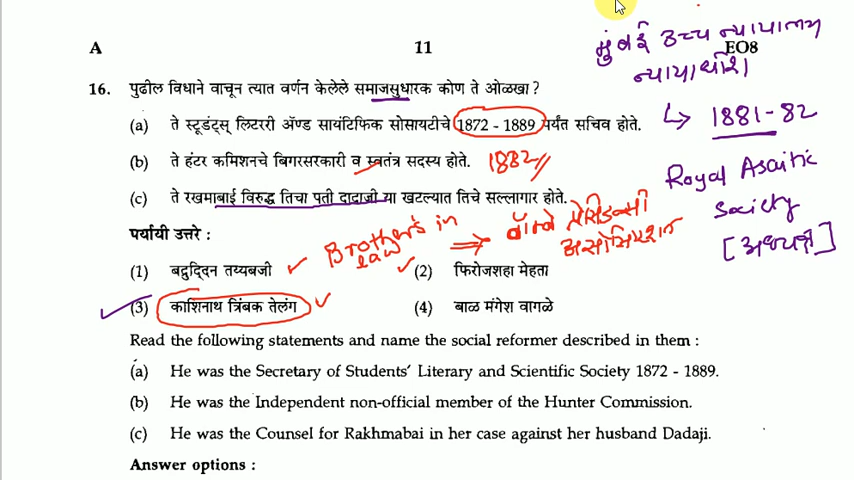 मुंबई उच्च न्यायालय
न्यायाधीश
A 11 EO8
↳ 1881-82
16. पुढील विधाने वाचून त्यात वर्णन केलेले समाजसुधारक कोण ते ओळखा ?
(a) ते स्टूडंट्स् लिटररी अ‍ॅण्ड सायंटिफिक सोसायटीचे 1872 - 1889 पर्यंत सचिव होते.
(b) ते हंटर कमिशनचे बिगरसरकारी व स्वतंत्र सदस्य होते. 1882
Royal Asaitic
Society
[अध्यक्ष]
(c) ते रखमाबाई विरुद्ध तिचा पती दादाजी या खटल्यात तिचे सल्लागार होते.
पर्यायी उत्तरे :
Brother's in
law
⇒ बॉम्बे प्रेसिडेन्सी
असोसिएशन
(1) बद्रुद्दिन तय्यबजी (2) फिरोजशहा मेहता
(3) काशिनाथ त्रिंबक तेलंग (4) बाळ मंगेश वागळे
Read the following statements and name the social reformer described in them :
(a) He was the Secretary of Students' Literary and Scientific Society 1872 - 1889.
(b) He was the Independent non-official member of the Hunter Commission.
(c) He was the Counsel for Rakhmabai in her case against her husband Dadaji.
Answer options :